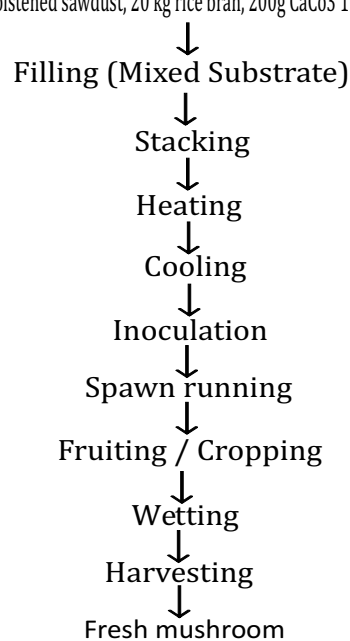 sawdust, 20 kg rice bran, 200g CaCo3 1
Filling (Mixed Substrate)
Stacking
Heating
Cooling
Inoculation
Spawn running
Fruiting / Cropping
Wetting
Harvesting
Fresh mushroom